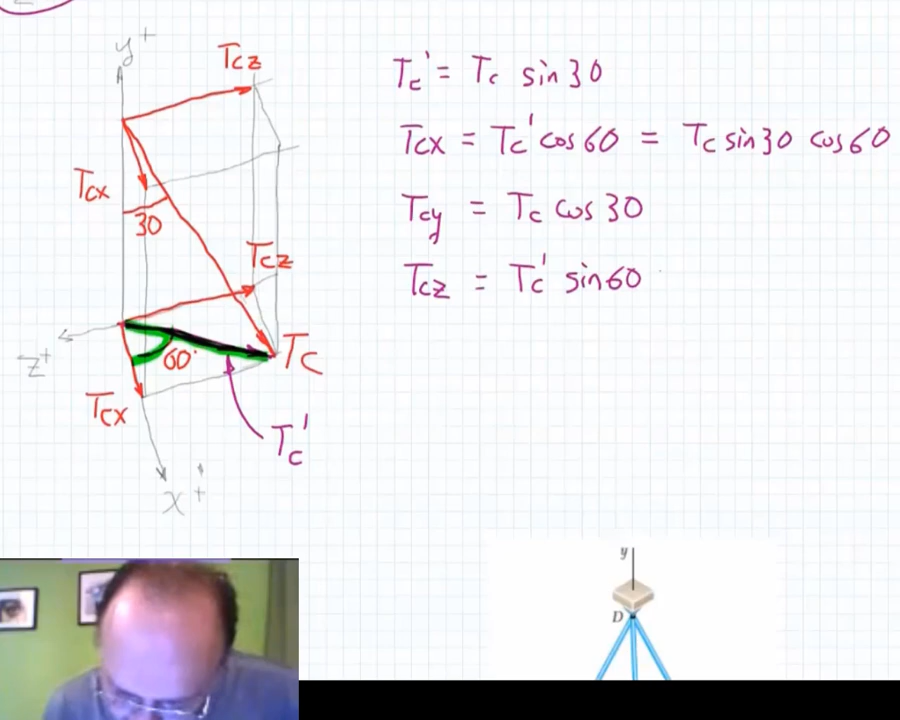 y+
Tcz
Tcx
30
Tcz
z+
60°
Tc
Tcx
Tc'
x+
Tc' = Tc sin 30
Tcx = Tc' cos 60 = Tc sin 30 cos 60
Tcy = Tc cos 30
Tcz = Tc' sin 60
y
D